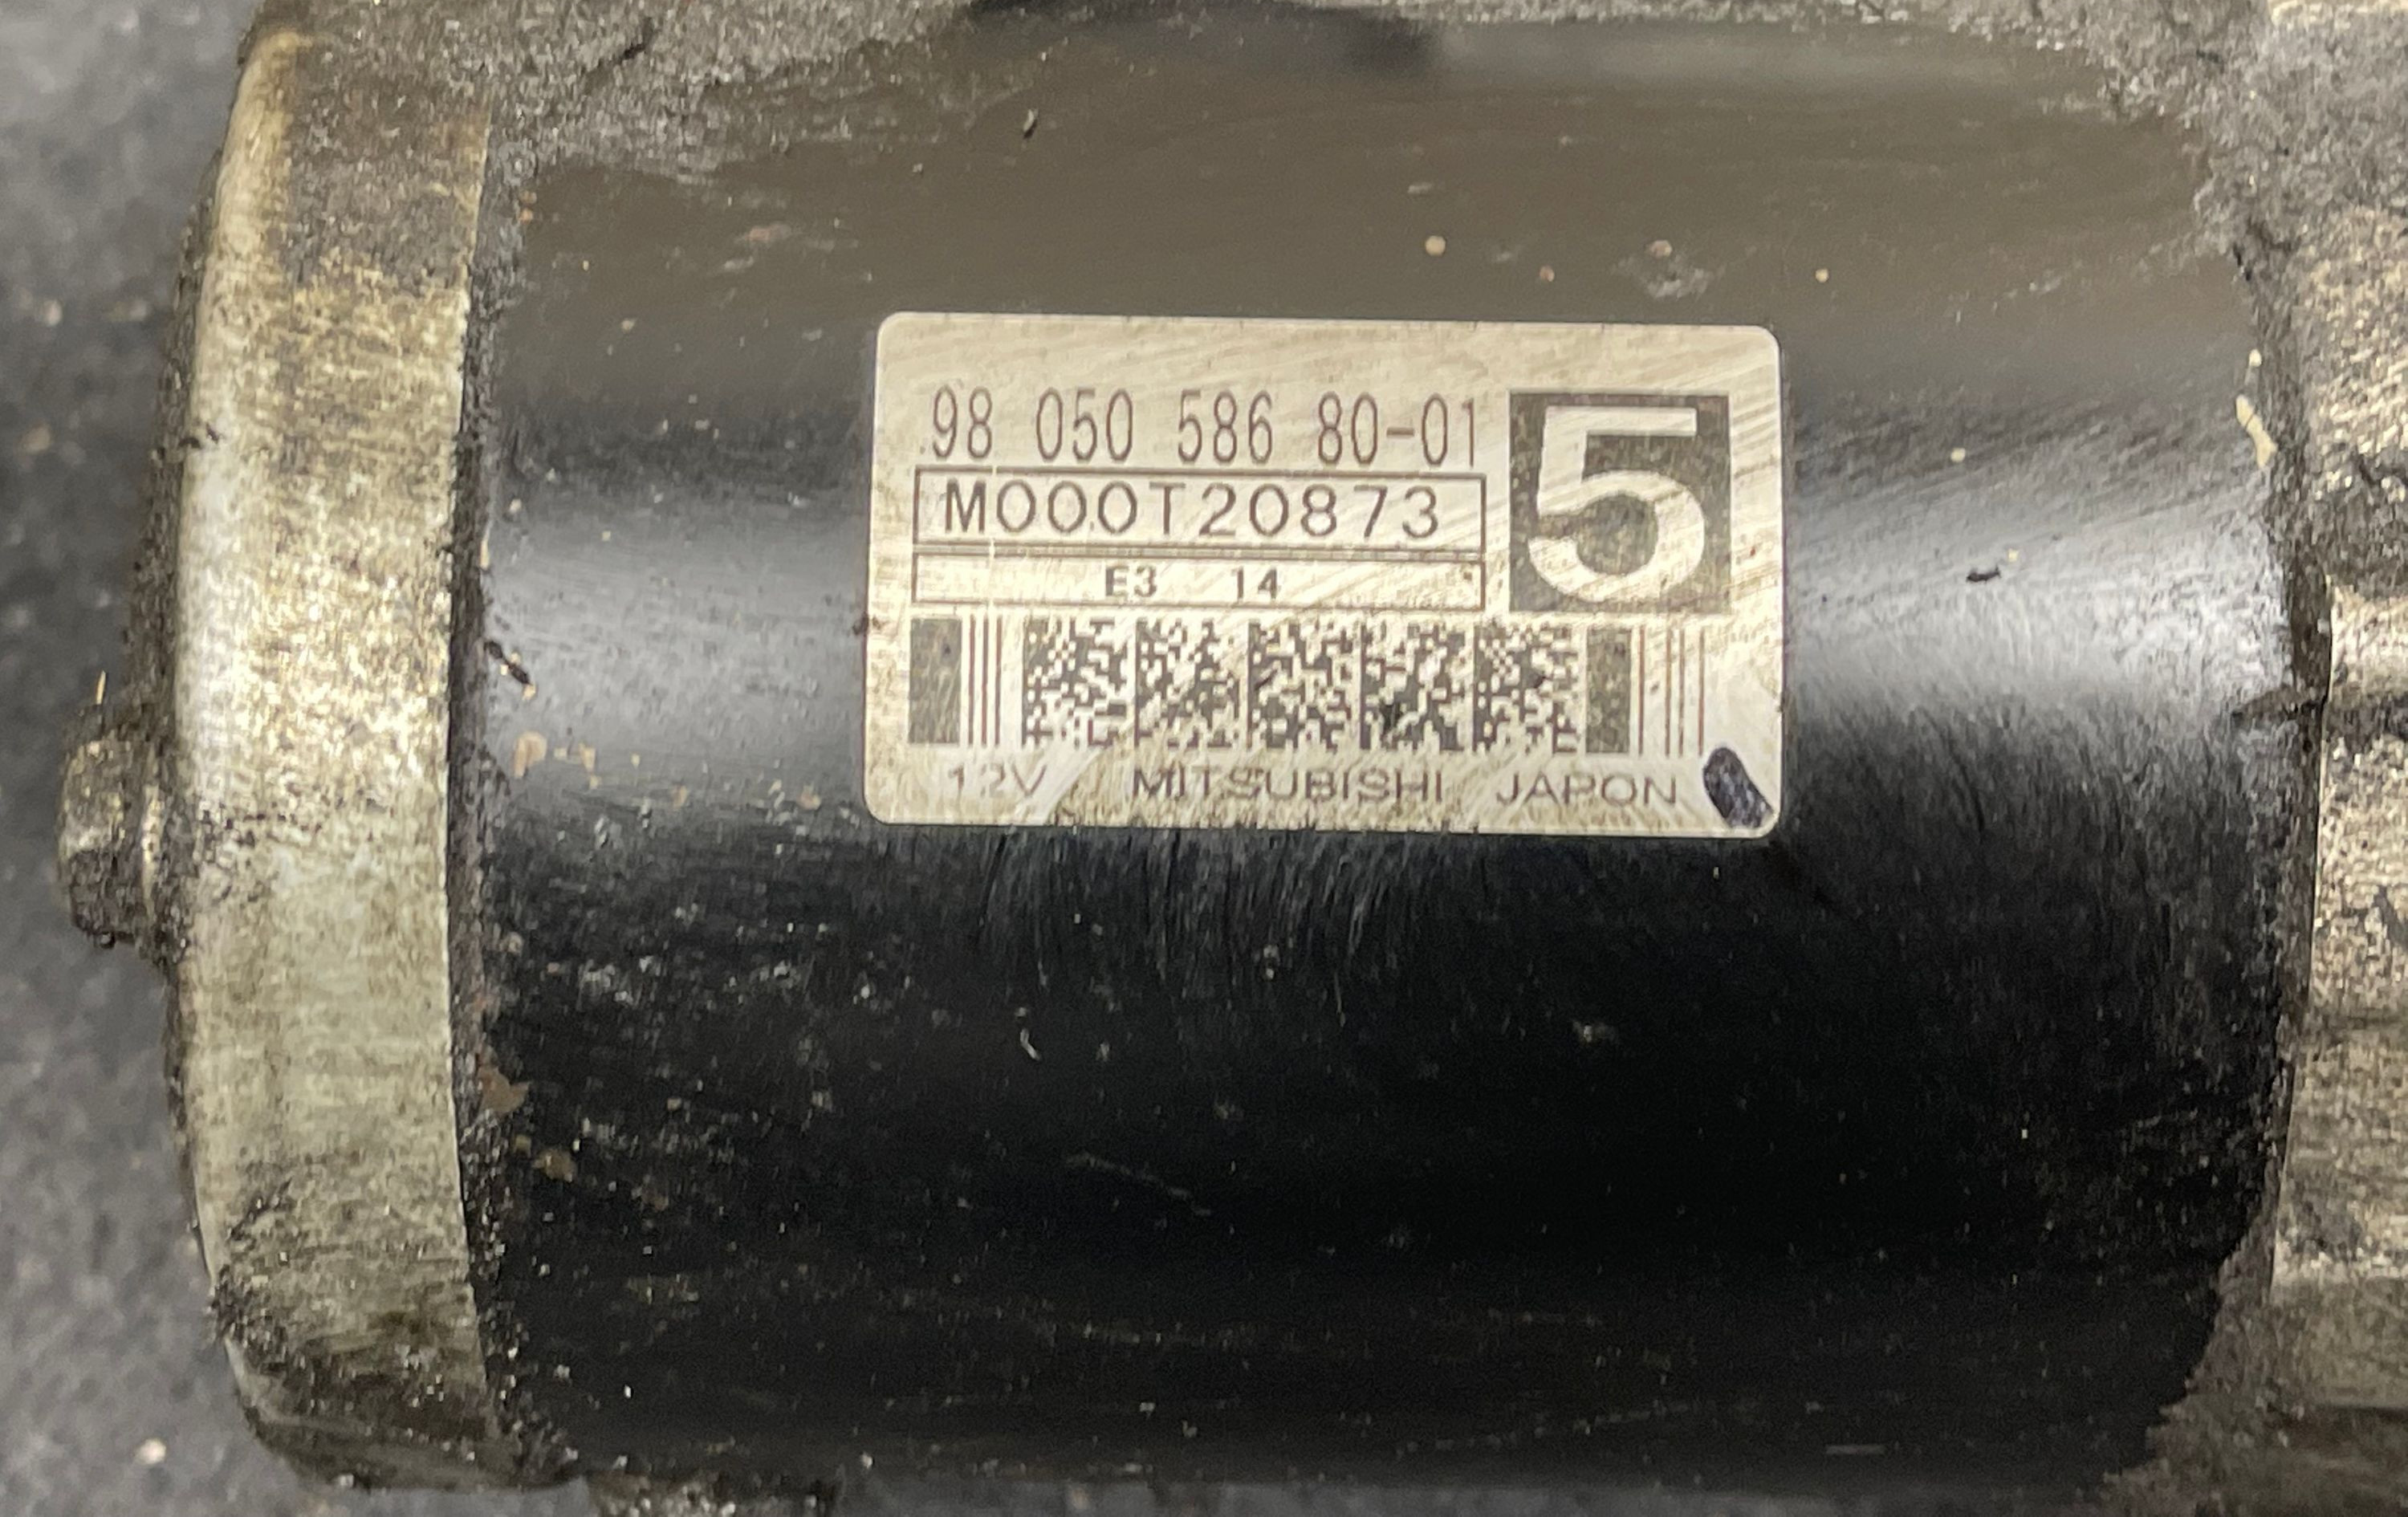 98 050 586 80-01
5
M000T20873
E3 14
12V MITSUBISHI JAPON